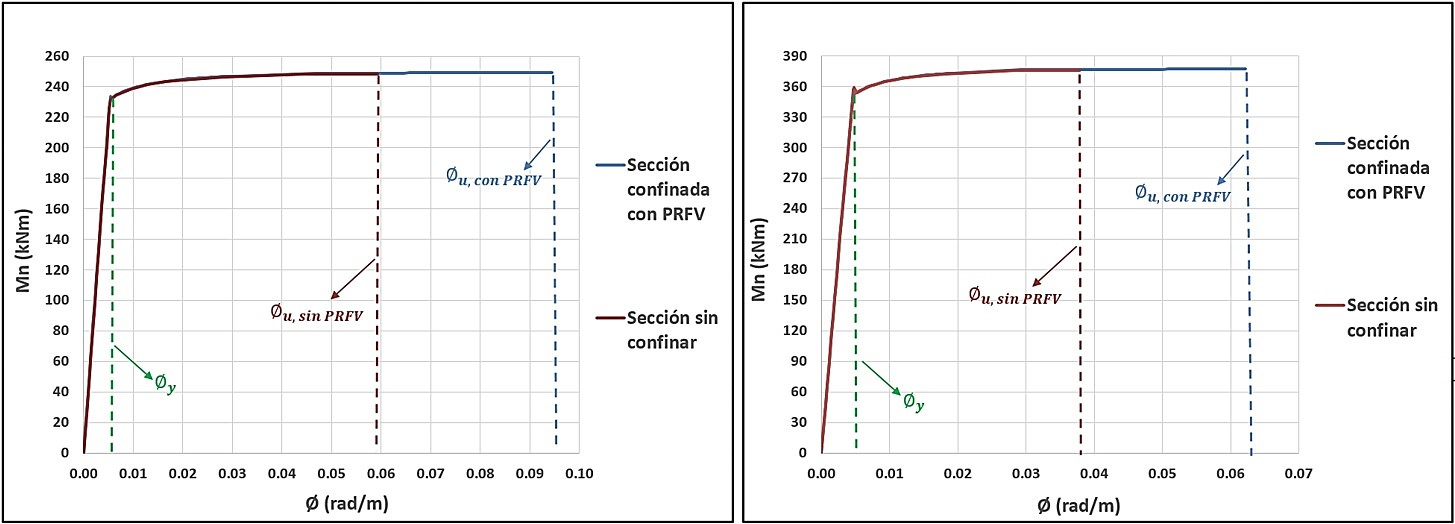 260
240
220
200
180
160
240
120
100
80
60
40
20
0
Mn (kNm)
0.00 0.01 0.02 0.03 0.04 0.05 0.06 0.07 0.08 0.09 0.10
Ø (rad/m)
Øu, con PRFV
Øu, sin PRFV
Øy
Sección
confinada
con PRFV
Sección sin
confinar
390
360
330
300
270
240
210
180
150
120
90
60
30
0
Mn (kNm)
0.00 0.01 0.02 0.03 0.04 0.05 0.06 0.07
Ø (rad/m)
Øu, con PRFV
Øu, sin PRFV
Øy
Sección
confinada
con PRFV
Sección sin
confinar